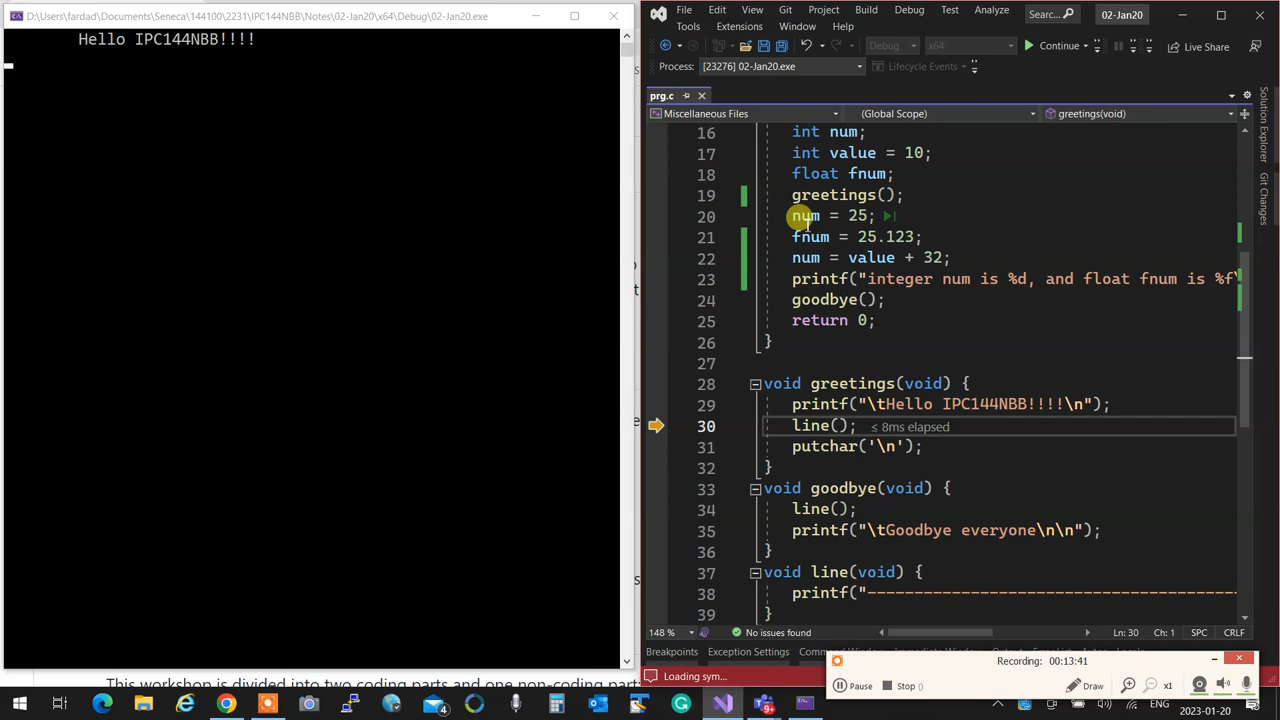 D:\Users\fardad\Documents\Seneca\144100\2231\IPC144NBB\Notes\02-Jan20\x64\Debug\02-Jan20.exe
Hello IPC144NBB!!!!
This workshop is divided into two coding parts and one non coding part:
File Edit View Git Project Build Debug Test Analyze
Tools Extensions Window Help
Searc...
02-Jan20
Debug x64 Continue
Live Share
Process: [23276] 02-Jan20.exe Lifecycle Events
prg.c
Miscellaneous Files (Global Scope) greetings(void)
16 int num;
17 int value = 10;
18 float fnum;
19 greetings();
20 num = 25;
21 fnum = 25.123;
22 num = value + 32;
23 printf("integer num is %d, and float fnum is %f\
24 goodbye();
25 return 0;
26 }
27
28 void greetings(void) {
29 printf("\tHello IPC144NBB!!!!\n");
30 line(); ≤ 8ms elapsed
31 putchar('\n');
32 }
33 void goodbye(void) {
34 line();
35 printf("\tGoodbye everyone\n\n");
36 }
37 void line(void) {
38 printf("---------------------------------------
39 }
Solution Explorer
Git Changes
148 % No issues found Ln: 30 Ch: 1 SPC CRLF
Breakpoints Exception Settings
Loading sym...
Recording: 00:13:41
Pause Stop () Draw x1
ENG 2023-01-20